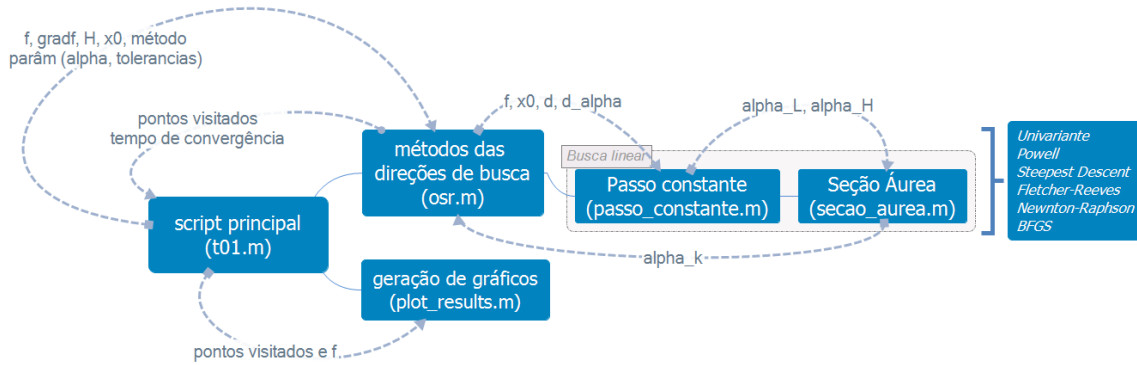 f, gradf, H, x0, método
parâm (alpha, tolerancias)
pontos visitados
tempo de convergência
f, x0, d, d_alpha
alpha_L, alpha_H
métodos das
direções de busca
(osr.m)
Busca linear
Passo constante
(passo_constante.m)
Seção Áurea
(secao_aurea.m)
Univariante
Powell
Steepest Descent
Fletcher-Reeves
Newnton-Raphson
BFGS
script principal
(t01.m)
alpha_k
geração de gráficos
(plot_results.m)
pontos visitados e f